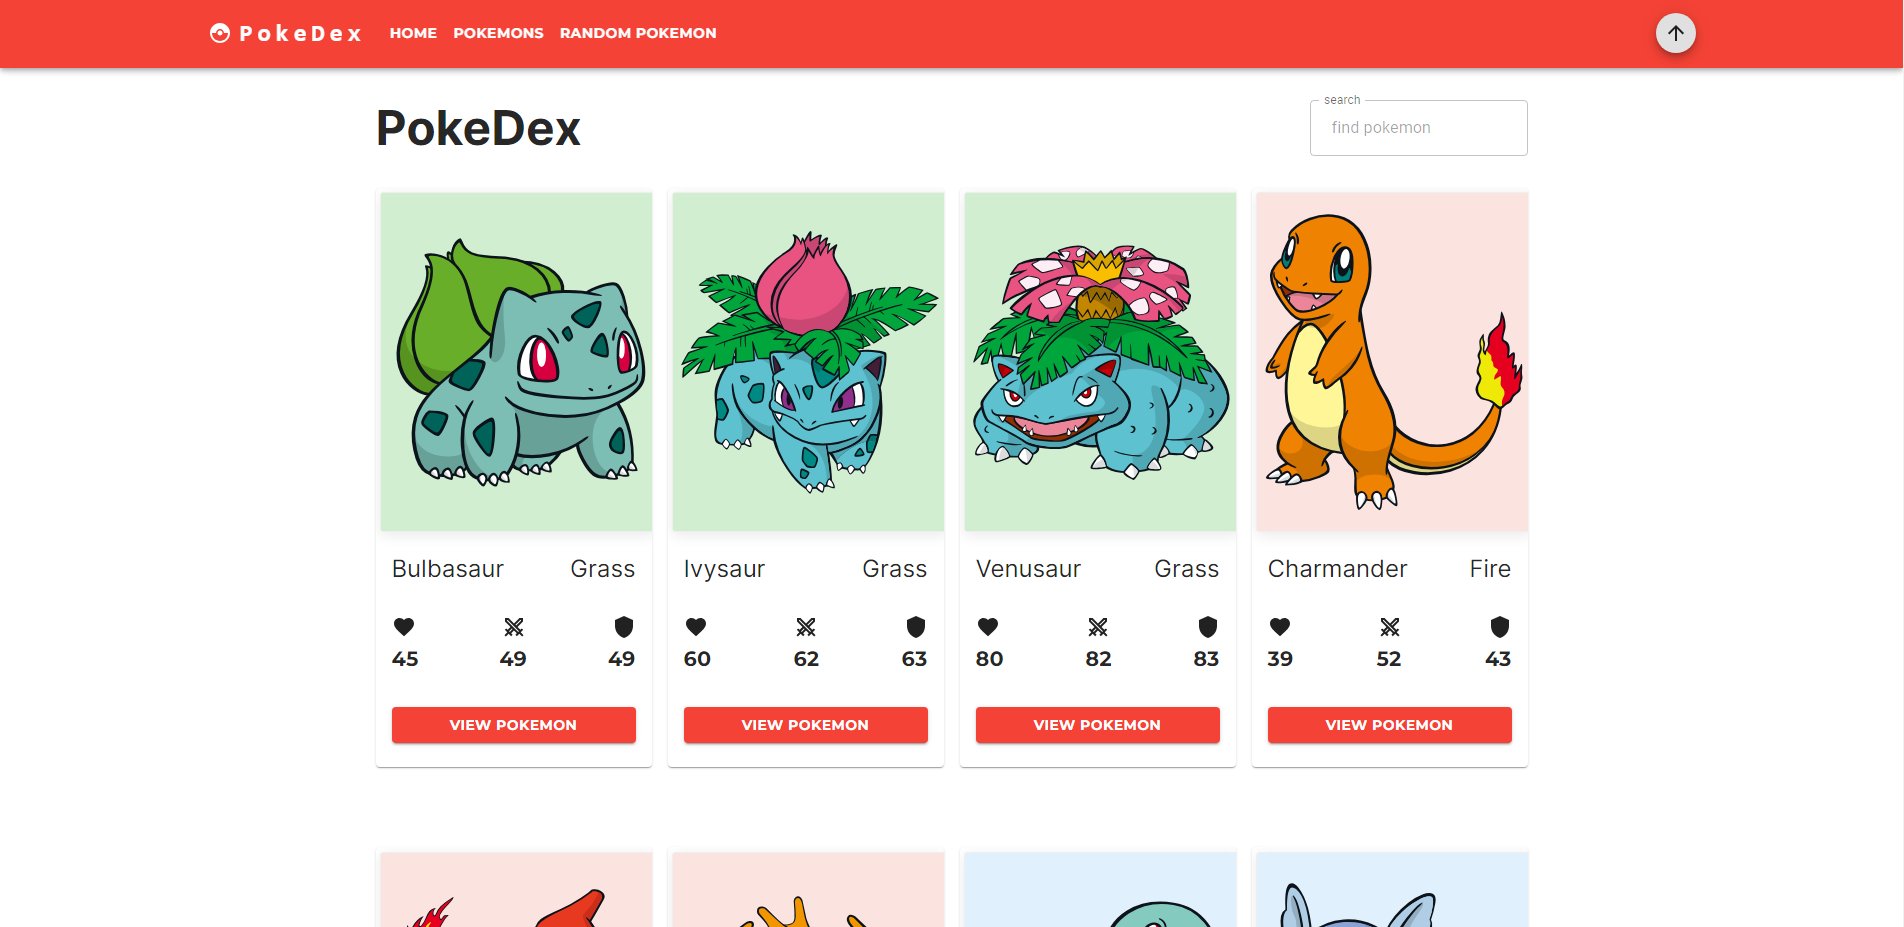 PokeDex HOME POKEMONS RANDOM POKEMON
PokeDex
search
find pokemon
Bulbasaur Grass
45 49 49
VIEW POKEMON
Ivysaur Grass
60 62 63
VIEW POKEMON
Venusaur Grass
80 82 83
VIEW POKEMON
Charmander Fire
39 52 43
VIEW POKEMON